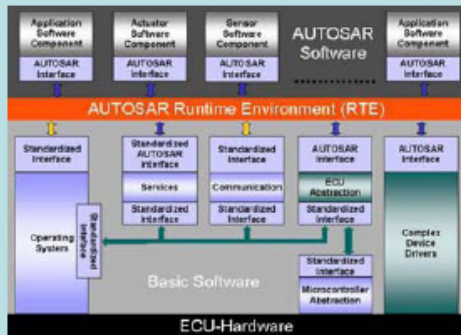 Application
Software
Component
AUTOSAR
Interface
Actuator
Software
Component
AUTOSAR
Interface
Sensor
Software
Component
AUTOSAR
Interface
AUTOSAR
Software
Application
Software
Component
AUTOSAR
Interface
AUTOSAR Runtime Environment (RTE)
Standardized
Interface
Operating
System
Standardized
Interface
Standardized
AUTOSAR
Interface
Services
Standardized
Interface
Standardized
Interface
Communication
Standardized
Interface
AUTOSAR
Interface
ECU
Abstraction
Standardized
Interface
Standardized
Interface
Microcontroller
Abstraction
AUTOSAR
Interface
Complex
Device
Drivers
Basic Software
ECU-Hardware